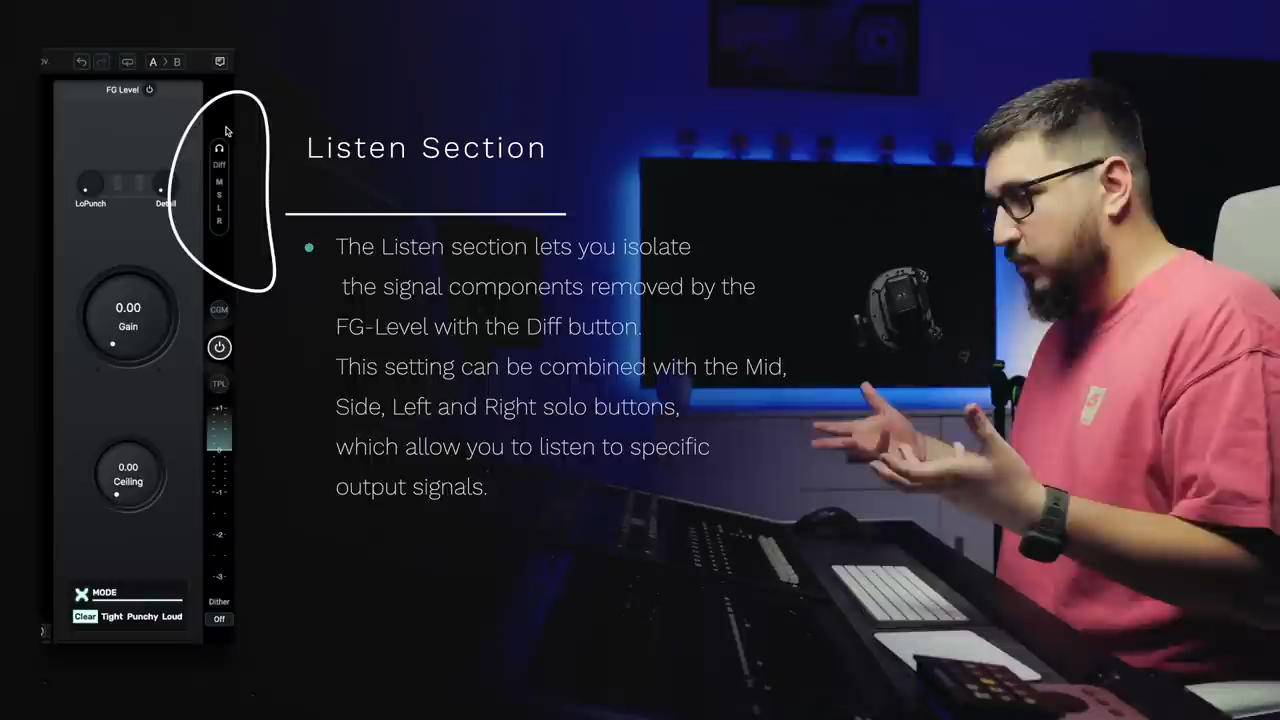 A > B
FG Level
Listen Section
Diff
M
S
L
R
LoPunch
Detail
The Listen section lets you isolate
the signal components removed by the
FG-Level with the Diff button.
This setting can be combined with the Mid,
Side, Left and Right solo buttons,
which allow you to listen to specific
output signals.
0.00
Gain
CGM
TPL
+1
0
-1
-2
-3
0.00
Ceiling
MODE
Clear Tight Punchy Loud
Dither
Off